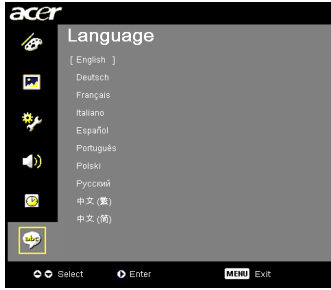 acer
Language
[ English ]
Deutsch
Français
Italiano
Español
Português
Polski
Русский
中文 (繁)
中文 (简)
abc
Select Enter MENU Exit